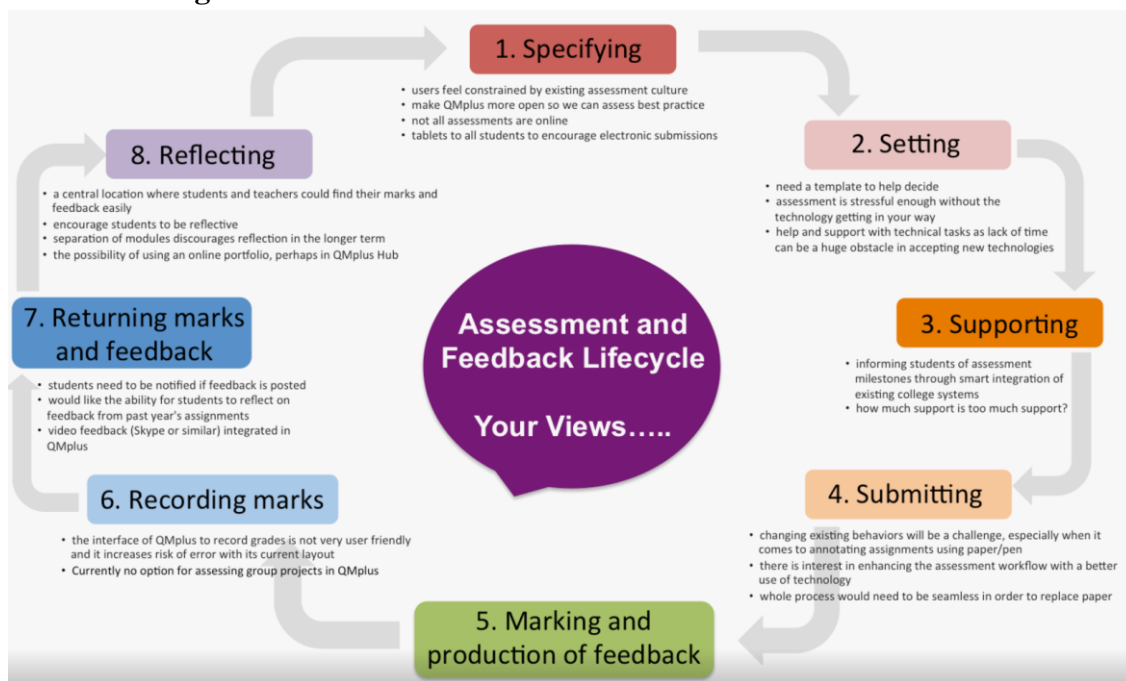 1. Specifying
• users feel constrained by existing assessment culture
• make QMplus more open so we can assess best practice
• not all assessments are online
• tablets to all students to encourage electronic submissions
2. Setting
• need a template to help decide
• assessment is stressful enough without the
technology getting in your way
• help and support with technical tasks as lack of time
can be a huge obstacle in accepting new technologies
3. Supporting
• informing students of assessment
milestones through smart integration of
existing college systems
• how much support is too much support?
4. Submitting
• changing existing behaviors will be a challenge, especially when it
comes to annotating assignments using paper/pen
• there is interest in enhancing the assessment workflow with a better
use of technology
• whole process would need to be seamless in order to replace paper
5. Marking and
production of feedback
6. Recording marks
• the interface of QMplus to record grades is not very user friendly
and it increases risk of error with its current layout
• Currently no option for assessing group projects in QMplus
7. Returning marks
and feedback
• students need to be notified if feedback is posted
• would like the ability for students to reflect on
feedback from past year's assignments
• video feedback (Skype or similar) integrated in
QMplus
8. Reflecting
• a central location where students and teachers could find their marks and
feedback easily
• encourage students to be reflective
• separation of modules discourages reflection in the longer term
• the possibility of using an online portfolio, perhaps in QMplus Hub
Assessment and
Feedback Lifecycle
Your Views.....